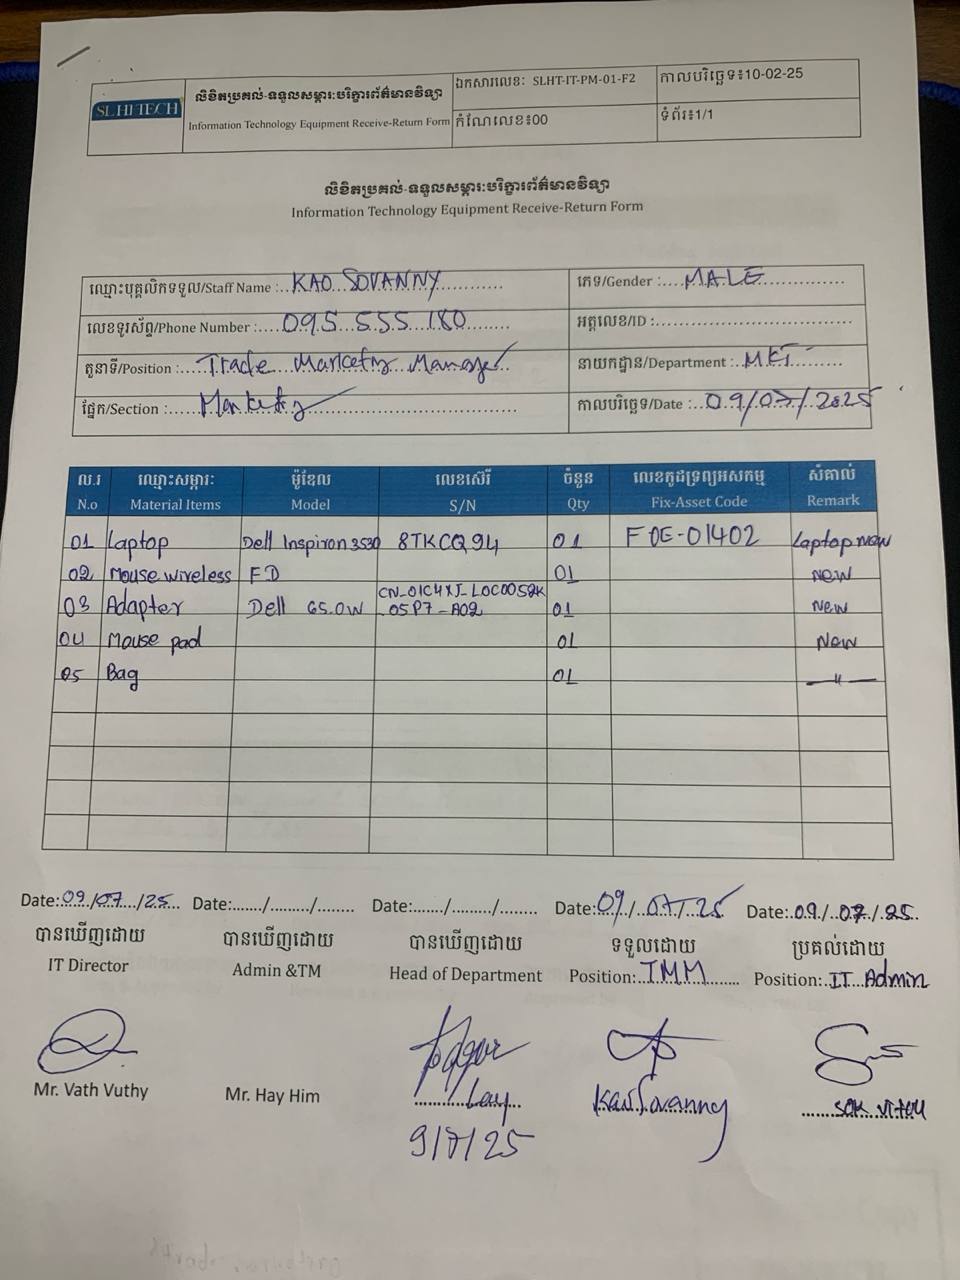 SL HI TECH
លិខិតប្រគល់-ទទួលសម្ភារៈបរិក្ខារព័ត៌មានវិទ្យា
Information Technology Equipment Receive-Return Form
ឯកសារលេខៈ SLHT-IT-PM-01-F2
កាលបរិច្ឆេទ៖10-02-25
កំណែលេខ៖00
ទំព័រ៖1/1
លិខិតប្រគល់-ទទួលសម្ភារៈបរិក្ខារព័ត៌មានវិទ្យា
Information Technology Equipment Receive-Return Form
ឈ្មោះបុគ្គលិកទទួល/Staff Name :..KAO SOVANNY
ភេទ/Gender :....MALE
លេខទូរស័ព្ទ/Phone Number :....095 555 180
អត្តលេខ/ID :
តួនាទី/Position :....Trade Marketing Manager
នាយកដ្ឋាន/Department :..MKT
ផ្នែក/Section :......Marketing
កាលបរិច្ឆេទ/Date :..09/07/2025
ល.រ ឈ្មោះសម្ភារៈ ម៉ូឌែល លេខស៊េរី ចំនួន លេខកូដទ្រព្យអសកម្ម សំគាល់
N.o Material Items Model S/N Qty Fix-Asset Code Remark
01 Laptop Dell Inspiron 3530 8TKCQ94 01 FOE-01402 Laptop new
02 Mouse wireless FD 01 new
03 Adapter Dell 65.0W CN-01C4XJ-LOC0052K
05P7-A02 01 New
04 Mouse pad 01 New
05 Bag 01 —"—
Date:09/07/25 Date:....../........./........ Date:....../........./........ Date:09/07/25 Date:.09./..07./.25.
បានឃើញដោយ បានឃើញដោយ បានឃើញដោយ ទទួលដោយ ប្រគល់ដោយ
IT Director Admin &TM Head of Department Position:..TMM Position:..IT Admin
Mr. Vath Vuthy Mr. Hay Him Lay Kao Sovanny
9/7/25